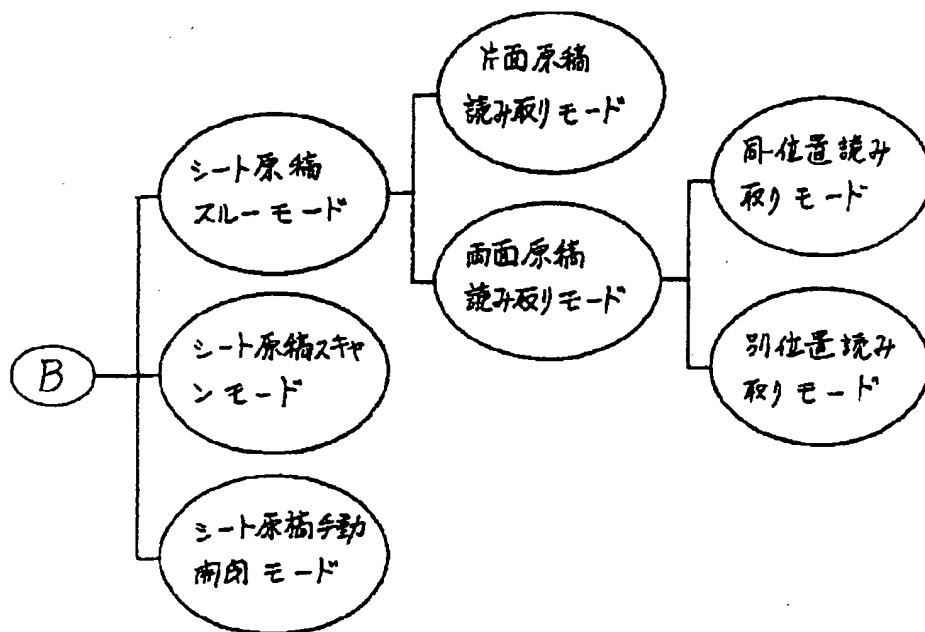 片面原稿
読み取りモード
シート原稿
スルーモード
同一位置読み
取りモード
両面原稿
読み取りモード
シート原稿スキャ
ンモード
別位置読み
取りモード
B
シート原稿手動
開閉モード